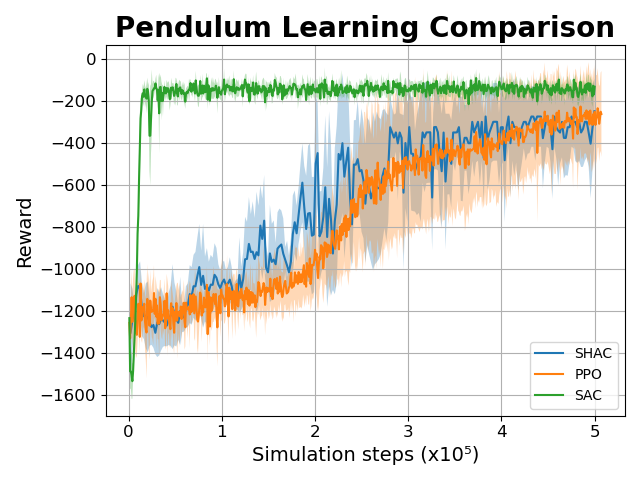 Pendulum Learning Comparison
Reward
0
−200
−400
−600
−800
−1000
−1200
−1400
−1600
0 1 2 3 4 5
Simulation steps (x10⁵)
SHAC
PPO
SAC